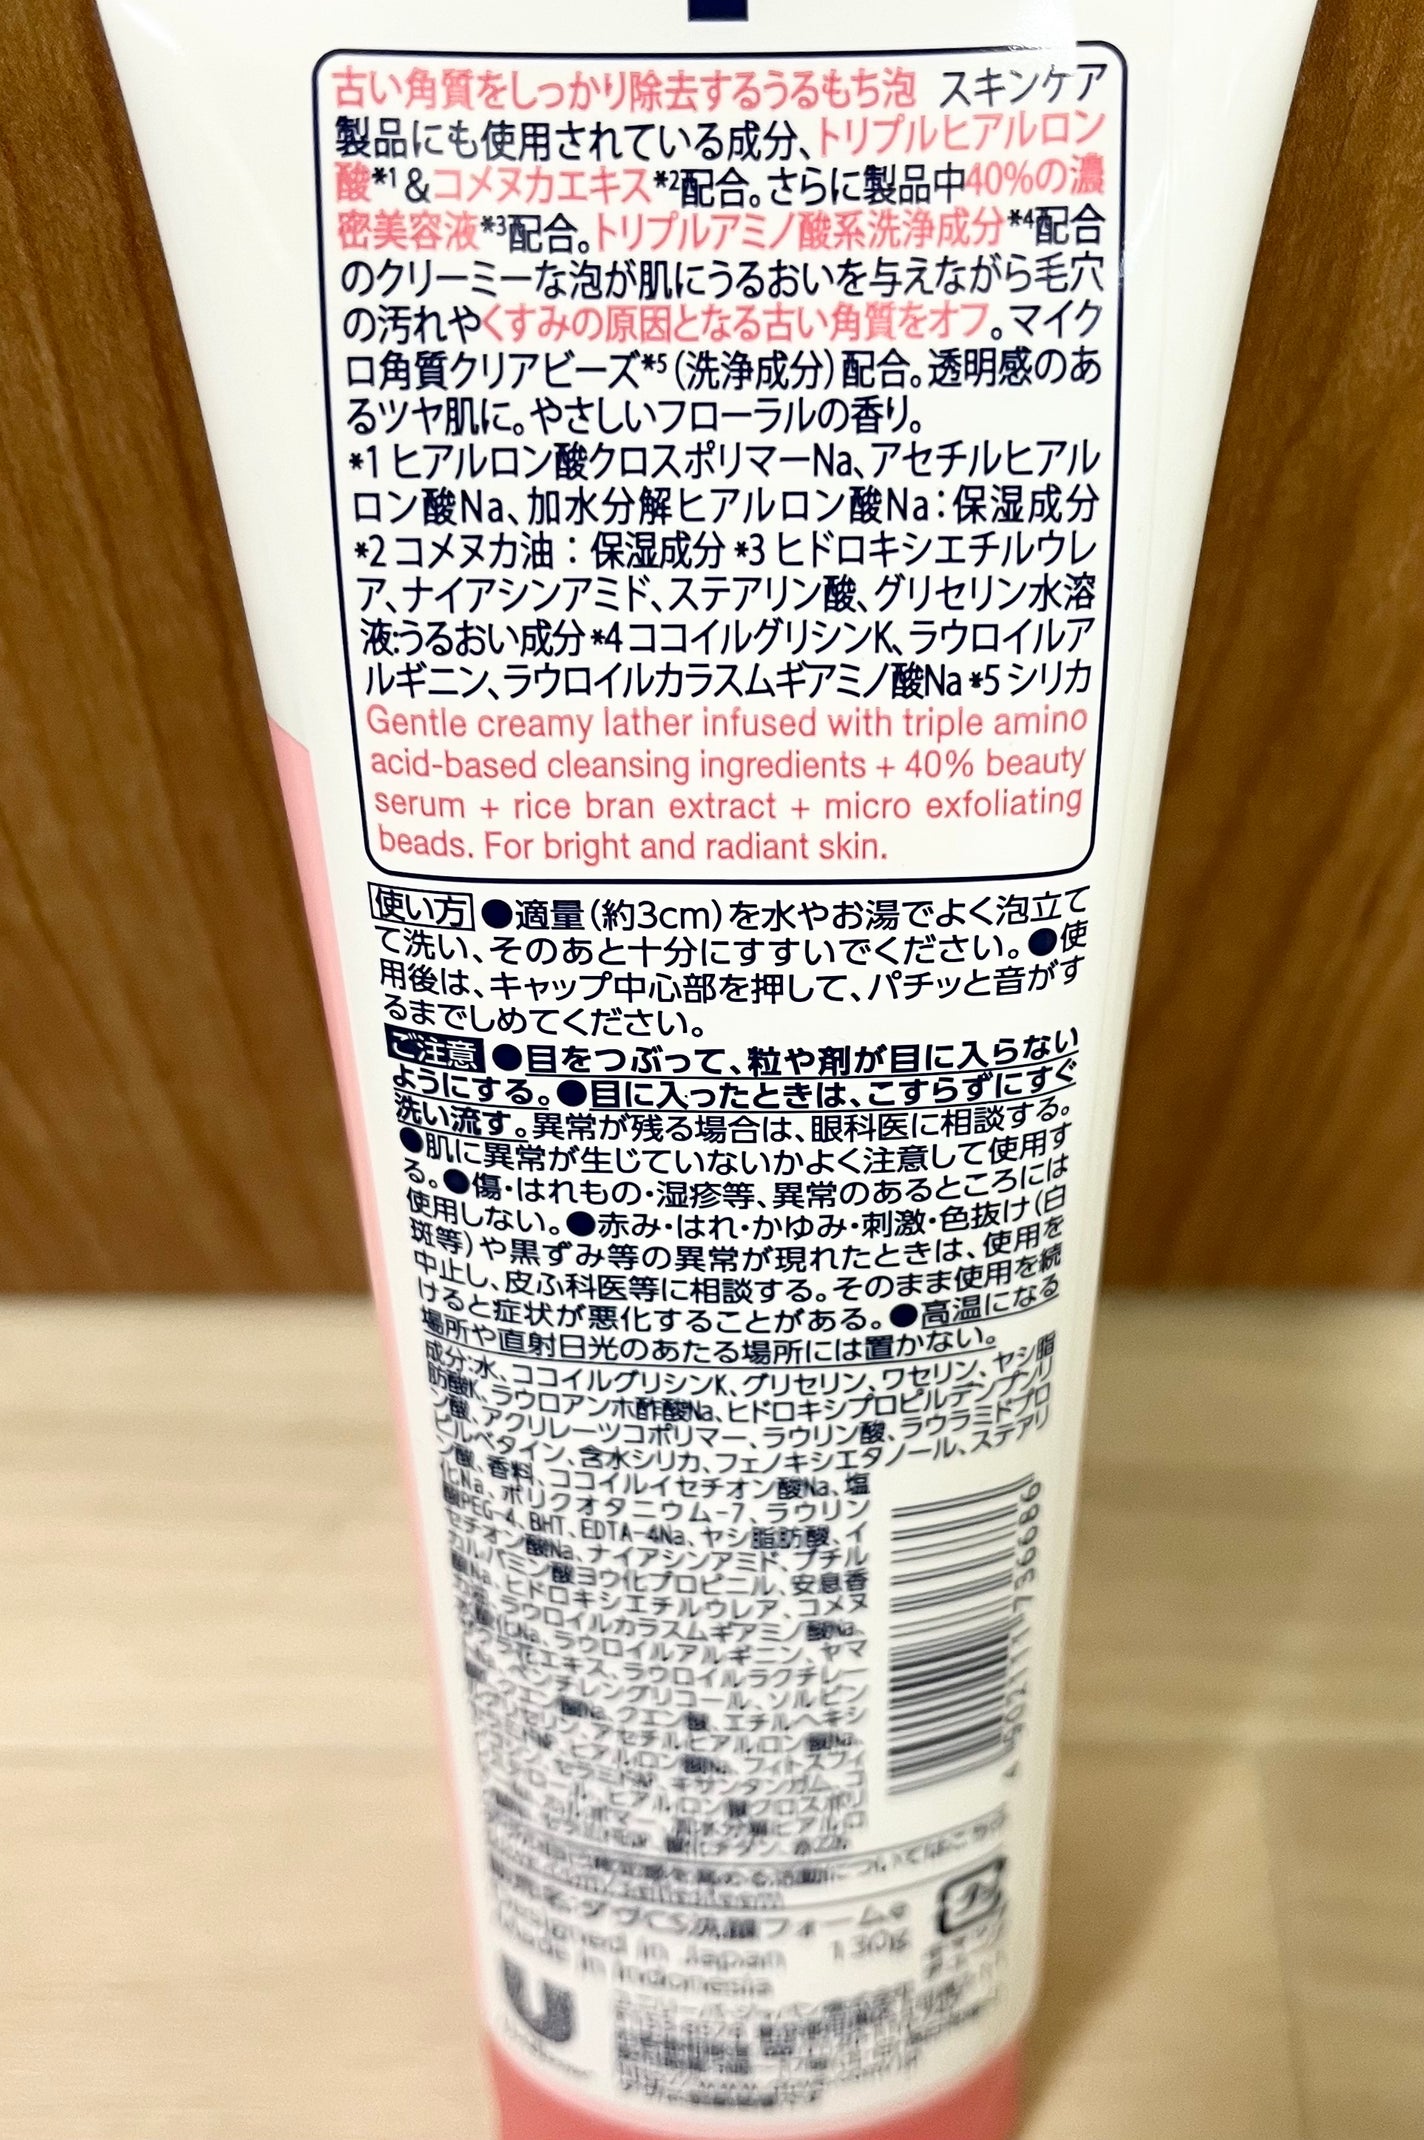 古い角質をしっかり除去するうるもち泡 スキンケア
製品にも使用されている成分、トリプルヒアルロン
酸*1&コメヌカエキス*2配合。さらに製品中40%の濃
密美容液*3配合。トリプルアミノ酸系洗浄成分*4配合
のクリーミーな泡が肌にうるおいを与えながら毛穴
の汚れやくすみの原因となる古い角質をオフ。マイク
ロ角質クリアビーズ*5(洗浄成分)配合。透明感のあ
るツヤ肌に。やさしいフローラルの香り。
*1 ヒアルロン酸クロスポリマーNa、アセチルヒアル
ロン酸Na、加水分解ヒアルロン酸Na:保湿成分
*2 コメヌカ油:保湿成分 *3 ヒドロキシエチルウレ
ア、ナイアシンアミド、ステアリン酸、グリセリン水溶
液:うるおい成分 *4 ココイルグリシンK、ラウロイルア
ルギニン、ラウロイルカラスムギアミノ酸Na *5 シリカ
Gentle creamy lather infused with triple amino
acid-based cleansing ingredients + 40% beauty
serum + rice bran extract + micro exfoliating
beads. For bright and radiant skin.
使い方 ●適量(約3cm)を水やお湯でよく泡立て
て洗い、そのあと十分にすすいでください。●使
用後は、キャップ中心部を押して、パチッと音がす
るまでしめてください。
ご注意 ●目をつぶって、粒や剤が目に入らない
ようにする。●目に入ったときは、こすらずにすぐ
洗い流す。異常が残る場合は、眼科医に相談する。
●肌に異常が生じていないかよく注意して使用す
る。●傷・はれもの・湿疹等、異常のあるところには
使用しない。●赤み・はれ・かゆみ・刺激・色抜け(白
斑等)や黒ずみ等の異常が現れたときは、使用を
中止し、皮ふ科医等に相談する。そのまま使用を続
けると症状が悪化することがある。●高温になる
場所や直射日光のあたる場所には置かない。
成分:水、ココイルグリシンK、グリセリン、ワセリン、ヤシ脂
肪酸K、ラウロアンホ酢酸Na、ヒドロキシプロピルデンプンリ
ン酸、アクリレーツコポリマー、ラウリン酸、ラウラミドプロ
ピルベタイン、含水シリカ、フェノキシエタノール、ステアリ
ン酸、香料、ココイルイセチオン酸Na、塩
化Na、ポリクオタニウム-7、ラウリン
酸PEG-4、BHT、EDTA-4Na、ヤシ脂肪酸、イ
セチオン酸Na、ナイアシンアミド、ブチル
カルバミン酸ヨウ化プロピニル、安息香
酸Na、ヒドロキシエチルウレア、コメヌ
カ油、ラウロイルカラスムギアミノ酸Na、
水酸化Na、ラウロイルアルギニン、ヤマ
ザクラ花エキス、ラウロイルラクチレー
ペンチレングリコール、ソルビン
クエン酸Na、クエン酸、エチルヘキシ
ルグリセリン、アセチルヒアルロン酸Na、
ヒアルロン酸Na、フィトスフィ
キサンタンガム、コ
ヒアルロン酸クロスポリ
カルボマー、加水分解ヒアルロ
酸化チタン
4 902111 739689
Designed in Japan 130g
Made in Indonesia